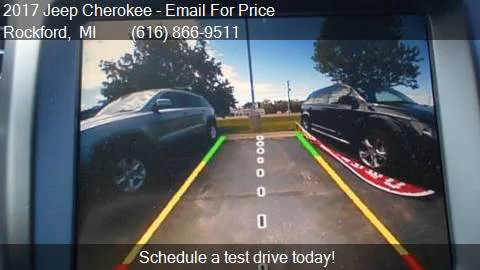 2017 Jeep Cherokee - Email For Price
Rockford, MI (616) 866-9511
Schedule a test drive today!